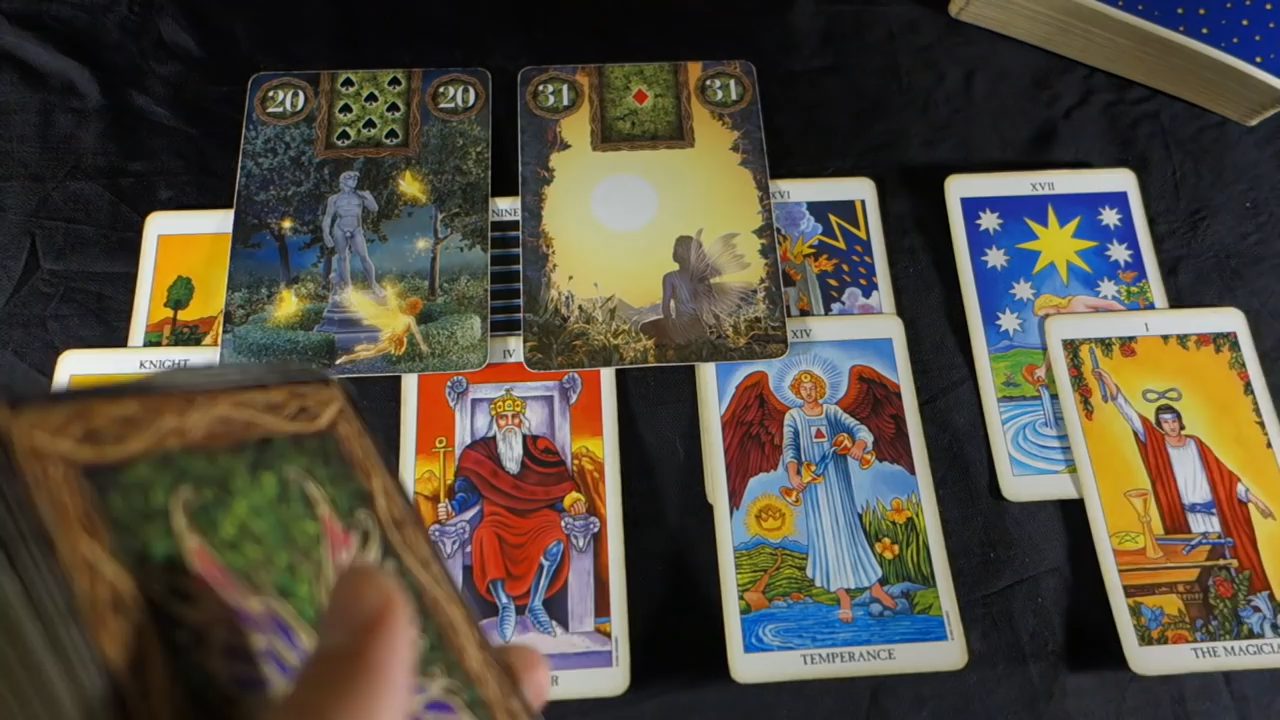 20 20
31 31
NINE
XVI
XVII
KNIGHT
IV
XIV
I
R
TEMPERANCE
THE MAGICIA